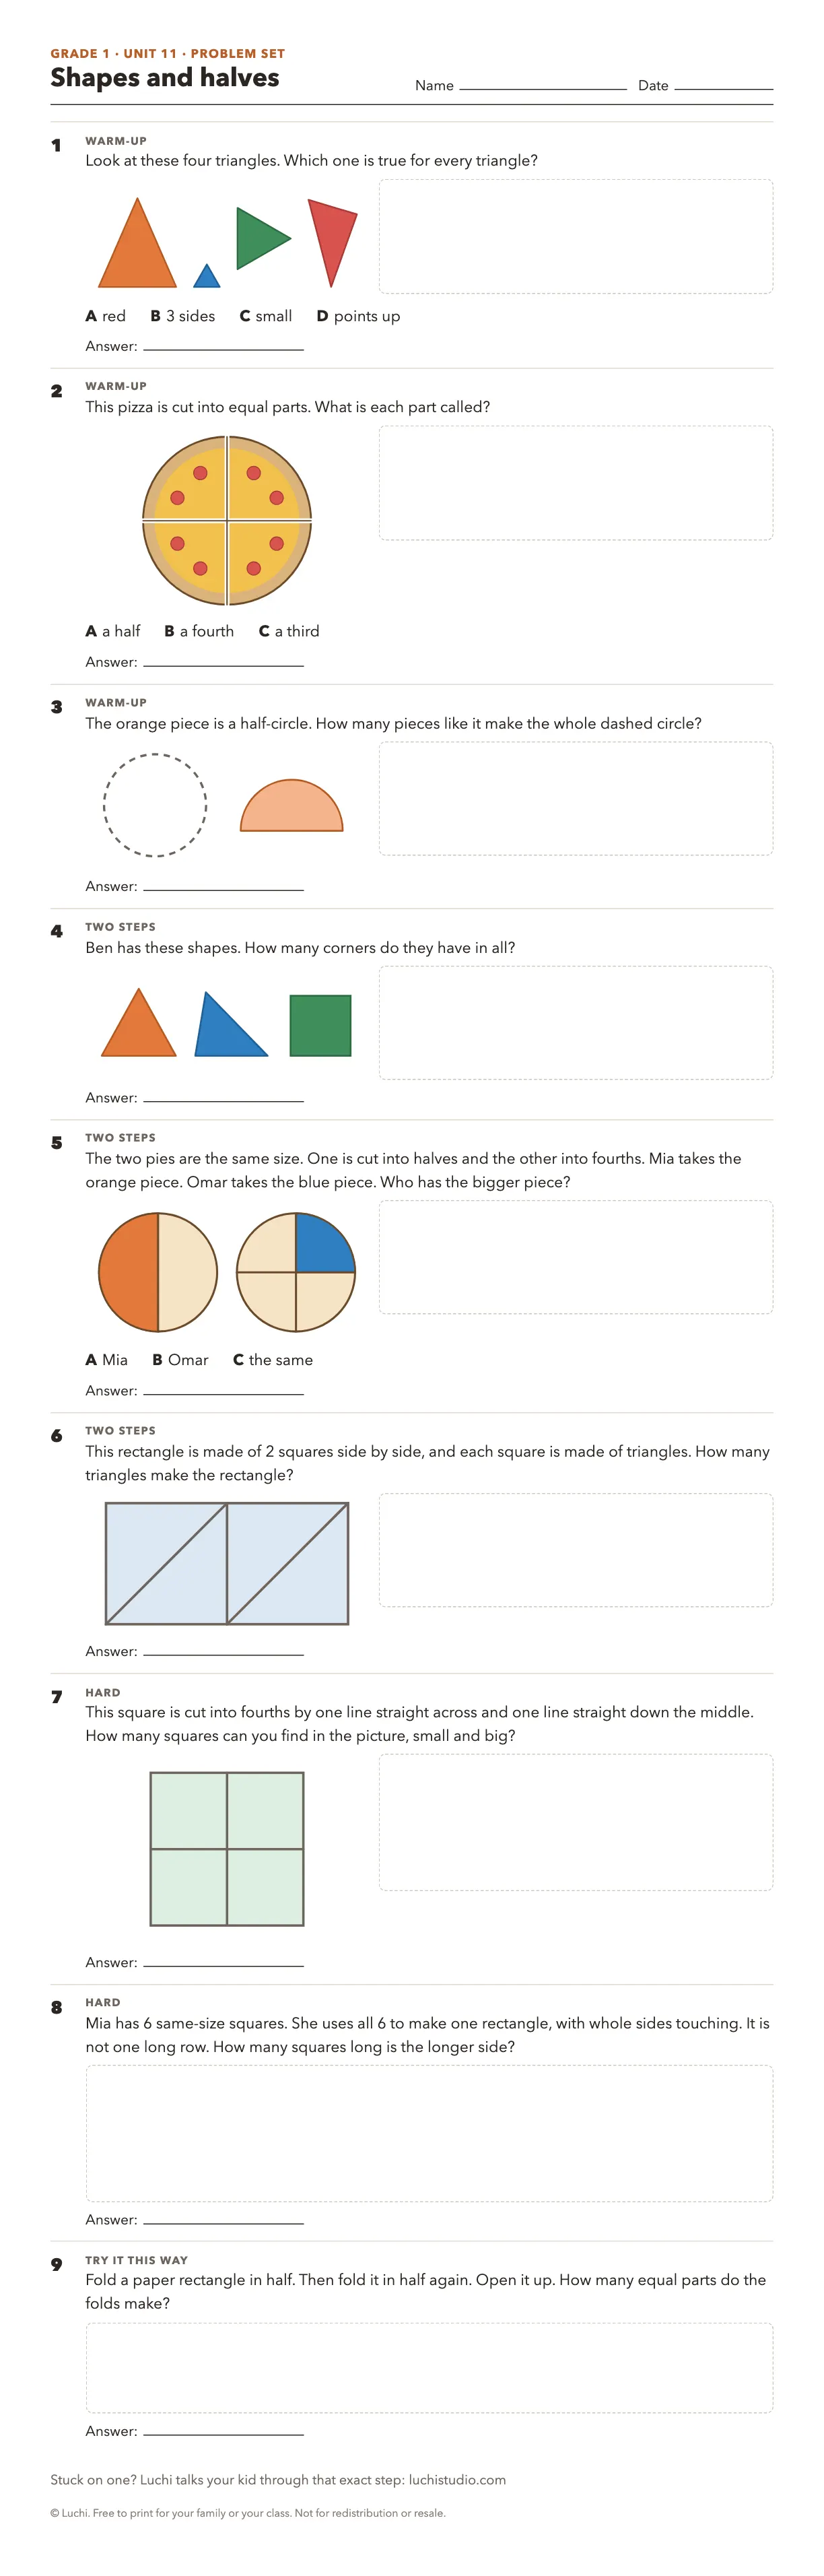 GRADE 1 · UNIT 11 · PROBLEM SET
Shapes and halves
Name
Date
1
WARM-UP
Look at these four triangles. Which one is true for every triangle?
A red B 3 sides C small D points up
Answer:
2
WARM-UP
This pizza is cut into equal parts. What is each part called?
A a half B a fourth C a third
Answer:
3
WARM-UP
The orange piece is a half-circle. How many pieces like it make the whole dashed circle?
Answer:
4
TWO STEPS
Ben has these shapes. How many corners do they have in all?
Answer:
5
TWO STEPS
The two pies are the same size. One is cut into halves and the other into fourths. Mia takes the
orange piece. Omar takes the blue piece. Who has the bigger piece?
A Mia B Omar C the same
Answer:
6
TWO STEPS
This rectangle is made of 2 squares side by side, and each square is made of triangles. How many
triangles make the rectangle?
Answer:
7
HARD
This square is cut into fourths by one line straight across and one line straight down the middle.
How many squares can you find in the picture, small and big?
Answer:
8
HARD
Mia has 6 same-size squares. She uses all 6 to make one rectangle, with whole sides touching. It is
not one long row. How many squares long is the longer side?
Answer:
9
TRY IT THIS WAY
Fold a paper rectangle in half. Then fold it in half again. Open it up. How many equal parts do the
folds make?
Answer:
Stuck on one? Luchi talks your kid through that exact step: luchistudio.com
© Luchi. Free to print for your family or your class. Not for redistribution or resale.